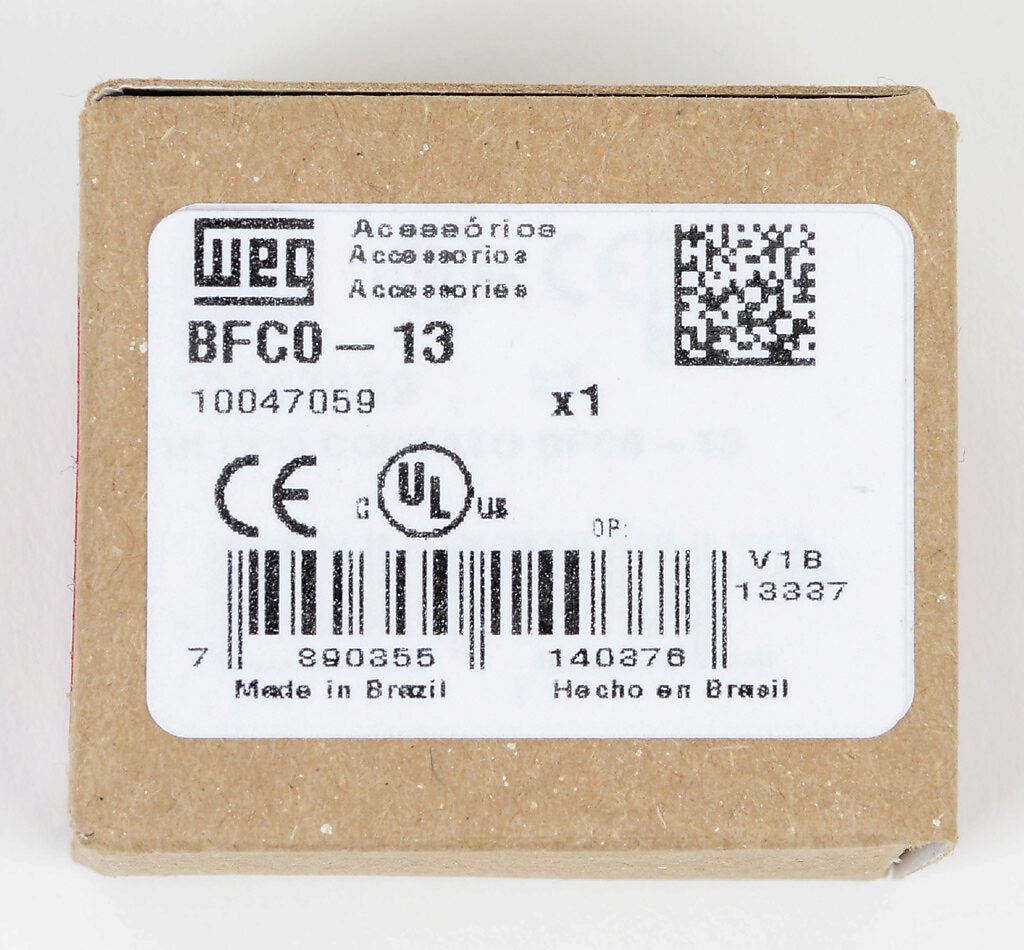 WEG
Acessórios
Accesorios
Accessories
BFC0 – 13
10047059 x1
CE
C UL US
OP:
V1B
13337
7 890355 140376
Made in Brazil Hecho en Brasil